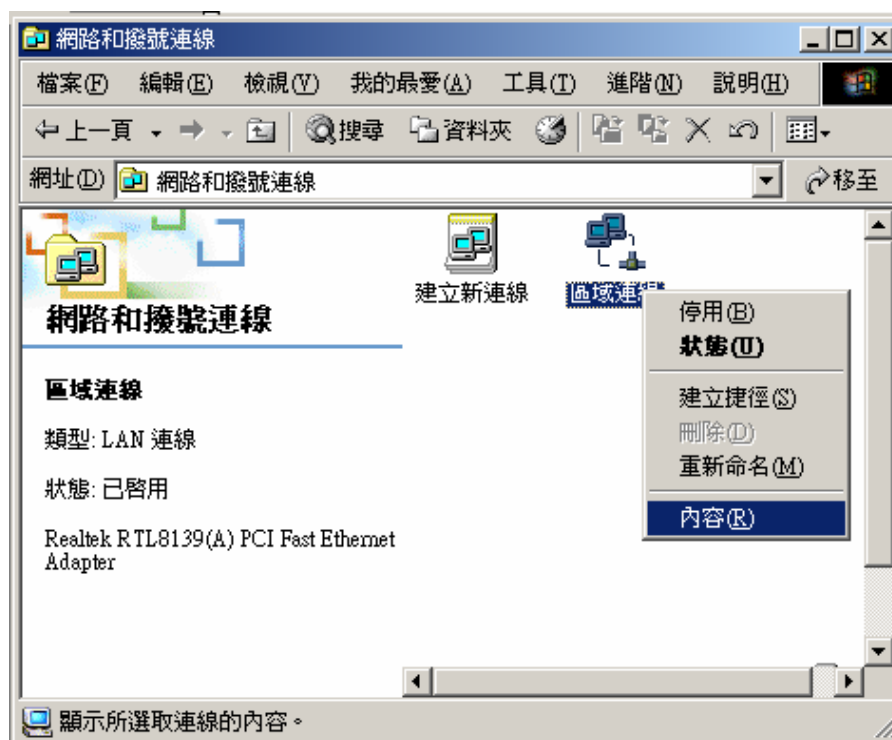 網路和撥號連線
檔案(F) 編輯(E) 檢視(V) 我的最愛(A) 工具(T) 進階(N) 說明(H)
上一頁 搜尋 資料夾
網址(D) 網路和撥號連線 移至
建立新連線 區域連線
網路和撥號連線
區域連線
類型: LAN 連線
狀態: 已啓用
Realtek RTL8139(A) PCI Fast Ethernet
Adapter
停用(B)
狀態(U)
建立捷徑(S)
刪除(D)
重新命名(M)
內容(R)
顯示所選取連線的內容。